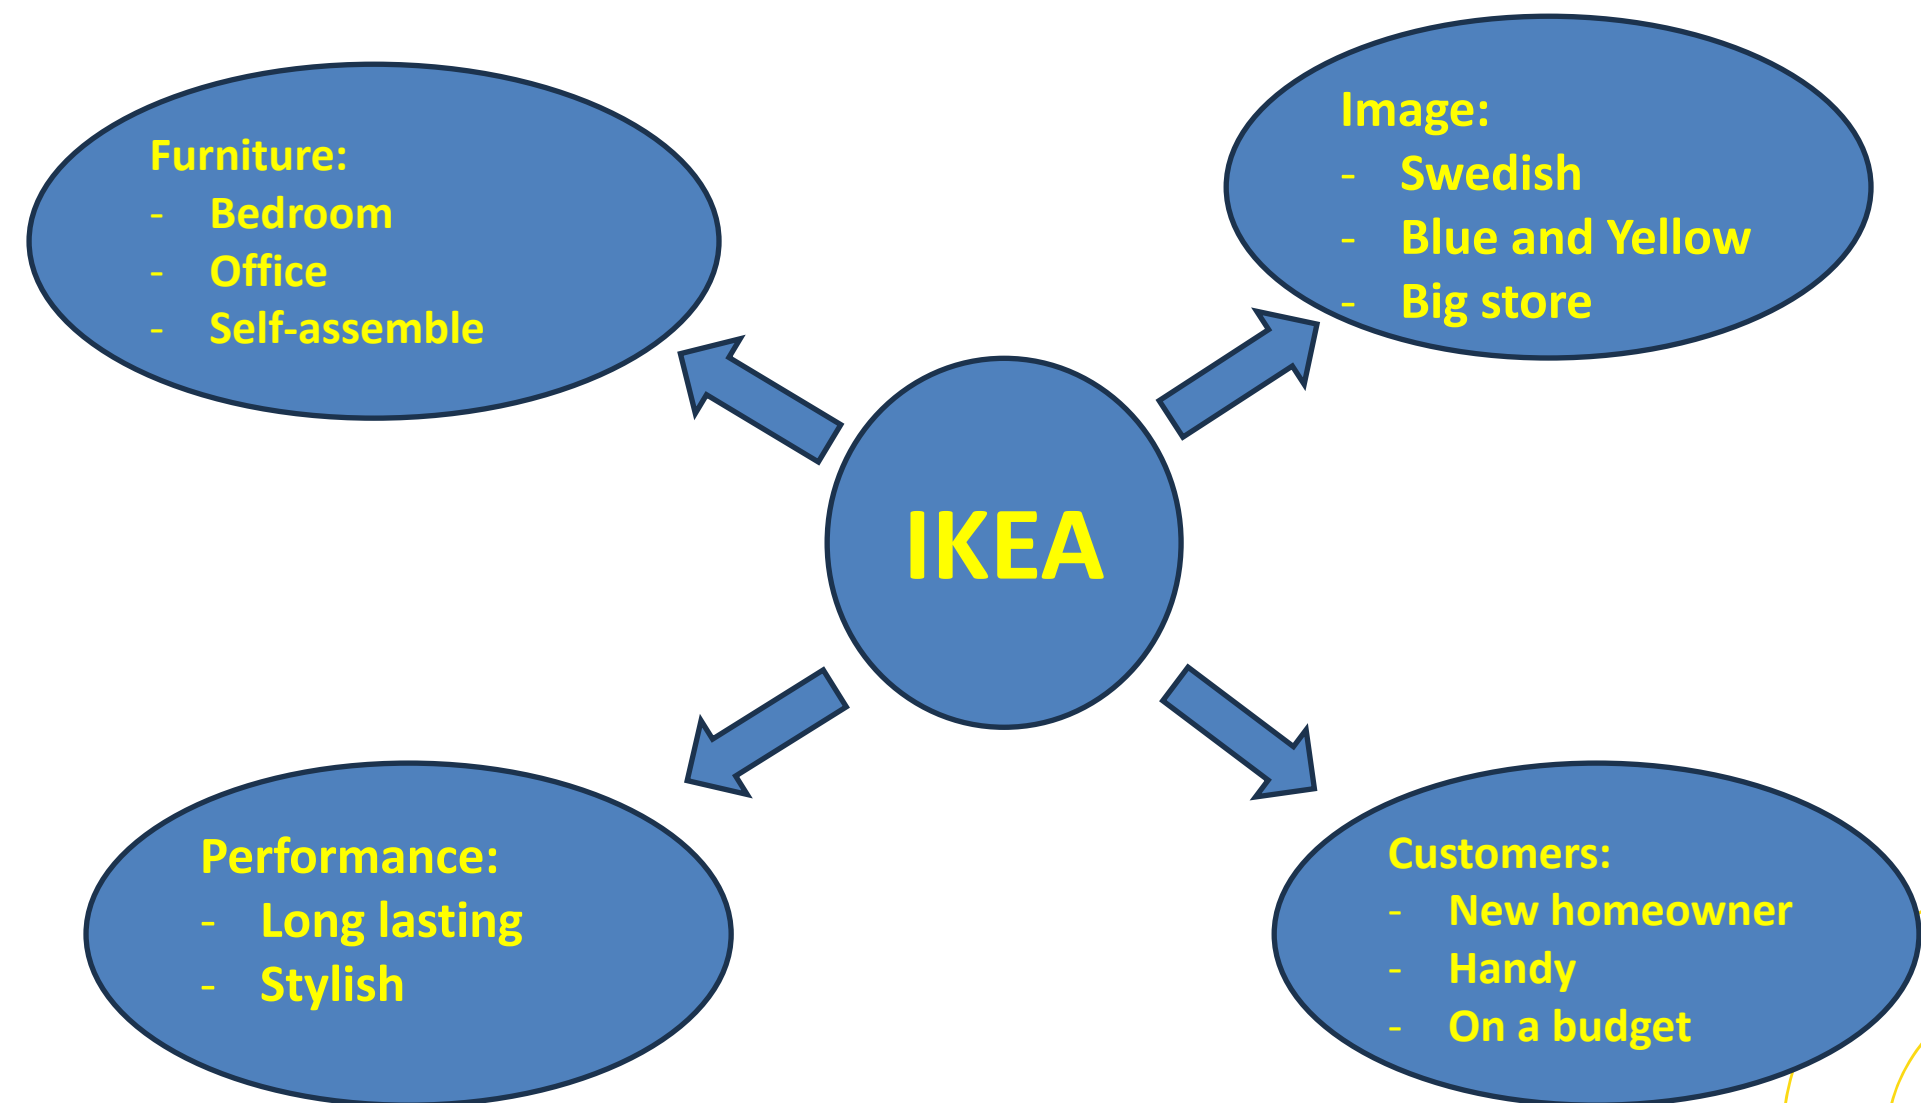 Furniture:
- Bedroom
- Office
- Self-assemble
Image:
- Swedish
- Blue and Yellow
- Big store
IKEA
Performance:
- Long lasting
- Stylish
Customers:
- New homeowner
- Handy
- On a budget